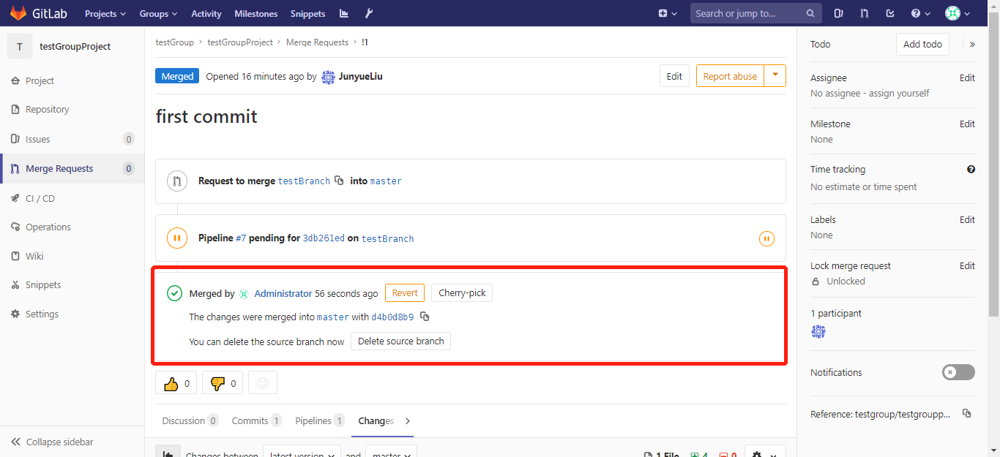 GitLab Projects Groups Activity Milestones Snippets Search or jump to...
T testGroupProject
Project
Repository
Issues 0
Merge Requests 0
CI / CD
Operations
Wiki
Snippets
Settings
Collapse sidebar
testGroup › testGroupProject › Merge Requests › !1
Merged Opened 16 minutes ago by JunyueLiu Edit Report abuse
first commit
Request to merge testBranch into master
Pipeline #7 pending for 3db261ed on testBranch
Merged by Administrator 56 seconds ago Revert Cherry-pick
The changes were merged into master with d4b0d8b9
You can delete the source branch now Delete source branch
0 0
Discussion 0 Commits 1 Pipelines 1 Changes
Changes between latest version and master 1 File 4 0
Todo Add todo »
Assignee Edit
No assignee - assign yourself
Milestone Edit
None
Time tracking
No estimate or time spent
Labels Edit
None
Lock merge request Edit
Unlocked
1 participant
Notifications
Reference: testgroup/testgroupp...